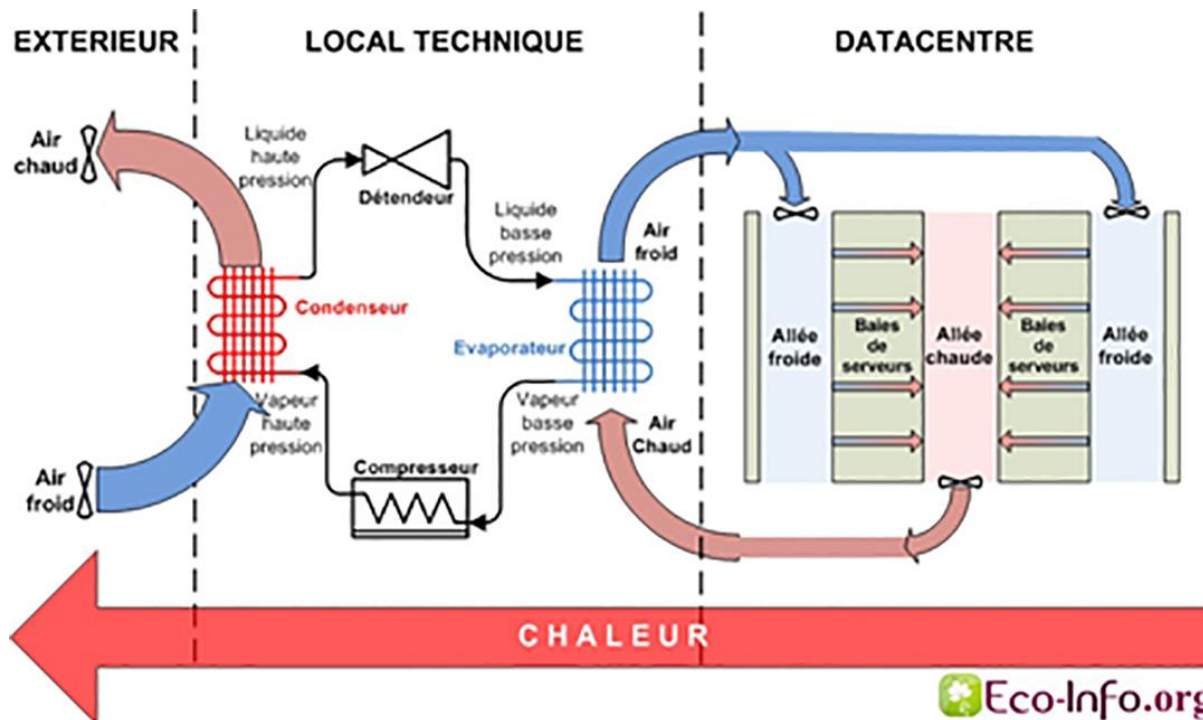 EXTERIEUR
LOCAL TECHNIQUE
DATACENTRE
Air
chaud
Liquide
haute
pression
Détendeur
Liquide
basse
pression
Air
froid
Condenseur
Evaporateur
Allée
froide
Baies
de
serveurs
Allée
chaude
Baies
de
serveurs
Allée
froide
Vapeur
haute
pression
Vapeur
basse
pression
Air
Chaud
Air
froid
Compresseur
CHALEUR
Eco-Info.org